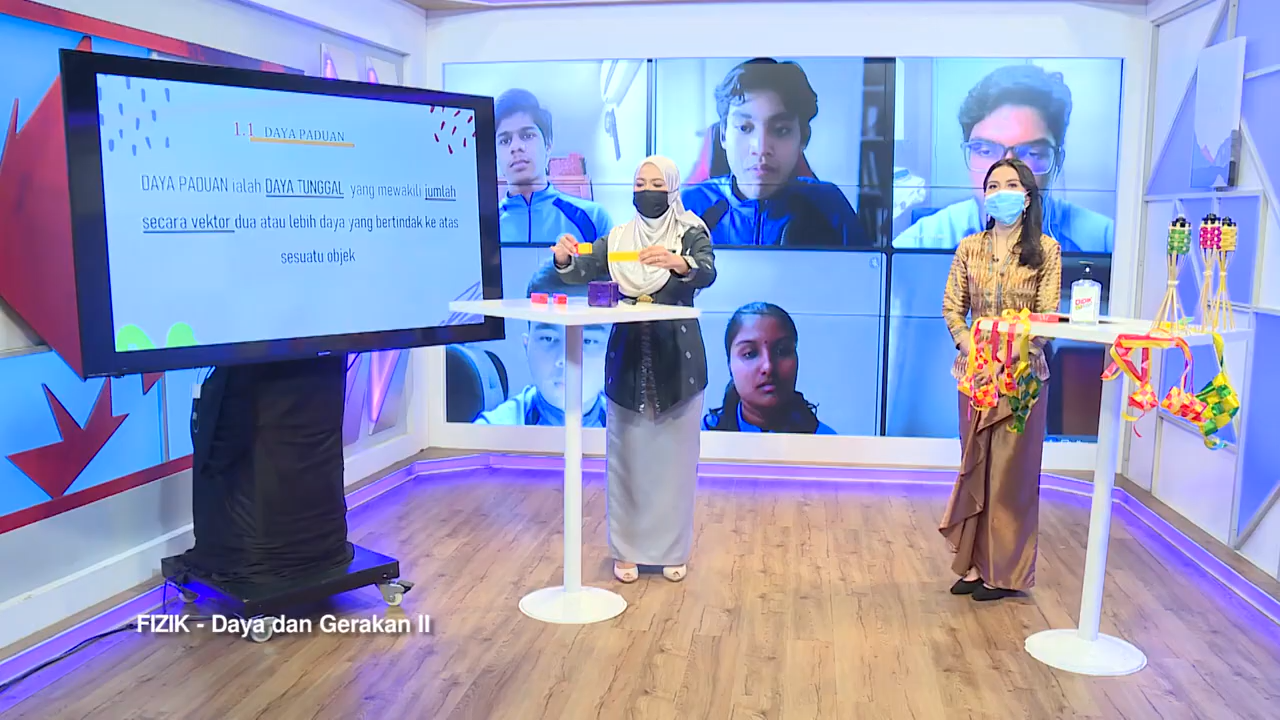 1.1 DAYA PADUAN
DAYA PADUAN ialah DAYA TUNGGAL yang mewakili jumlah
secara vektor dua atau lebih daya yang bertindak ke atas
sesuatu objek
FIZIK - Daya dan Gerakan II